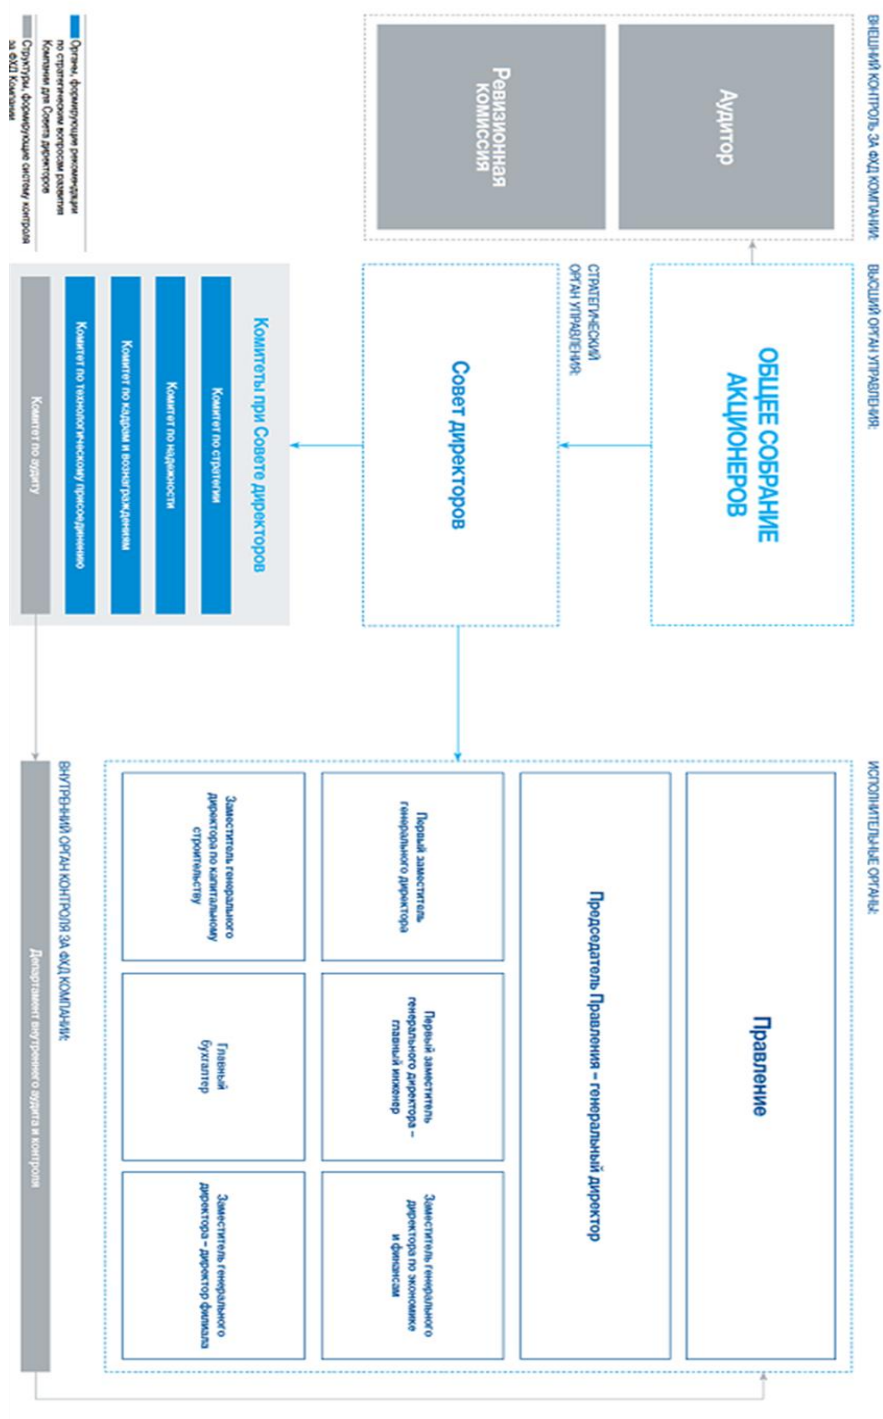 ВНЕШНИЙ КОНТРОЛЬ ЗА ФХД КОМПАНИИ:
Аудитор
Ревизионная
комиссия
ВЫСШИЙ ОРГАН УПРАВЛЕНИЯ:
ОБЩЕЕ СОБРАНИЕ
АКЦИОНЕРОВ
СТРАТЕГИЧЕСКИЙ
ОРГАН УПРАВЛЕНИЯ:
Совет директоров
Комитеты при Совете директоров
Комитет по стратегии
Комитет по надежности
Комитет по кадрам и вознаграждениям
Комитет по технологическому присоединению
Комитет по аудиту
ИСПОЛНИТЕЛЬНЫЕ ОРГАНЫ:
Правление
Председатель Правления – генеральный директор
Первый заместитель
генерального директора
Первый заместитель
генерального директора –
главный инженер
Заместитель генерального
директора по экономике
и финансам
Заместитель генерального
директора по капитальному
строительству
Главный
бухгалтер
Заместитель генерального
директора – директор филиала
ВНУТРЕННИЙ ОРГАН КОНТРОЛЯ ЗА ФХД КОМПАНИИ:
Департамент внутреннего аудита и контроля
Органы, формирующие рекомендации
по стратегическим вопросам развития
Компании для Совета директоров
Структуры, формирующие систему контроля
за ФХД Компании